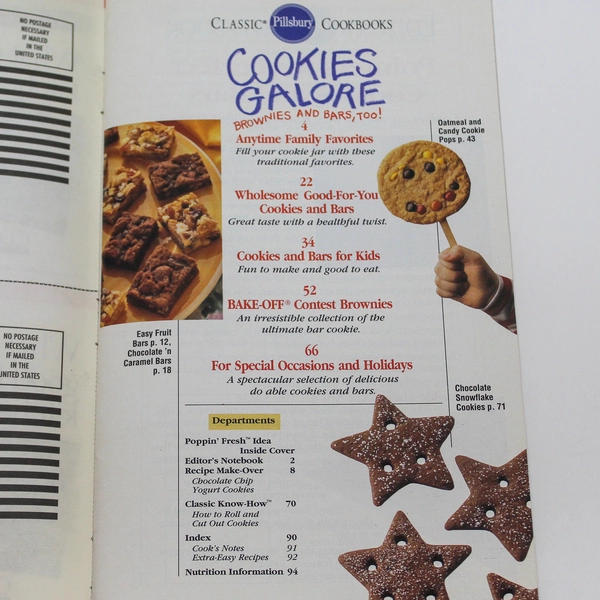 NO POSTAGE
NECESSARY
IF MAILED
IN THE
UNITED STATES
NO POSTAGE
NECESSARY
IF MAILED
IN THE
UNITED STATES
CLASSIC® Pillsbury COOKBOOKS
COOKIES
GALORE
BROWNIES AND BARS, TOO!
4
Anytime Family Favorites
Fill your cookie jar with these
traditional favorites.
22
Wholesome Good-For-You
Cookies and Bars
Great taste with a healthful twist.
34
Cookies and Bars for Kids
Fun to make and good to eat.
52
BAKE-OFF® Contest Brownies
An irresistible collection of the
ultimate bar cookie.
66
For Special Occasions and Holidays
A spectacular selection of delicious
do able cookies and bars.
Oatmeal and
Candy Cookie
Pops p. 43
Easy Fruit
Bars p. 12,
Chocolate 'n
Caramel Bars
p. 18
Chocolate
Snowflake
Cookies p. 71
Departments
Poppin' Fresh™ Idea
Inside Cover
Editor's Notebook 2
Recipe Make-Over 8
Chocolate Chip
Yogurt Cookies
Classic Know-How™ 70
How to Roll and
Cut Out Cookies
Index 90
Cook's Notes 91
Extra-Easy Recipes 92
Nutrition Information 94